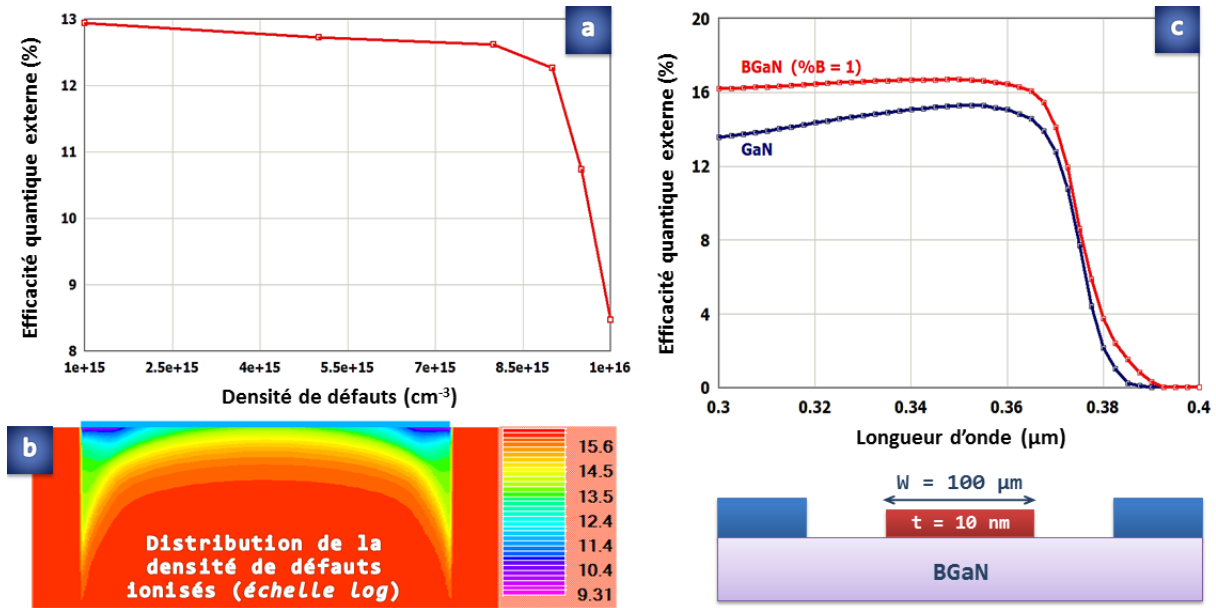 a
Efficacité quantique externe (%)
13
12
11
10
9
8
1e+15
2.5e+15
4e+15
5.5e+15
7e+15
8.5e+15
1e+16
Densité de défauts (cm⁻³)
b
Distribution de la
densité de défauts
ionisés (échelle log)
15.6
14.5
13.5
12.4
11.4
10.4
9.31
c
Efficacité quantique externe (%)
20
16
12
8
4
0
BGaN (%B = 1)
GaN
0.3
0.32
0.34
0.36
0.38
0.4
Longueur d'onde (µm)
W = 100 µm
t = 10 nm
BGaN